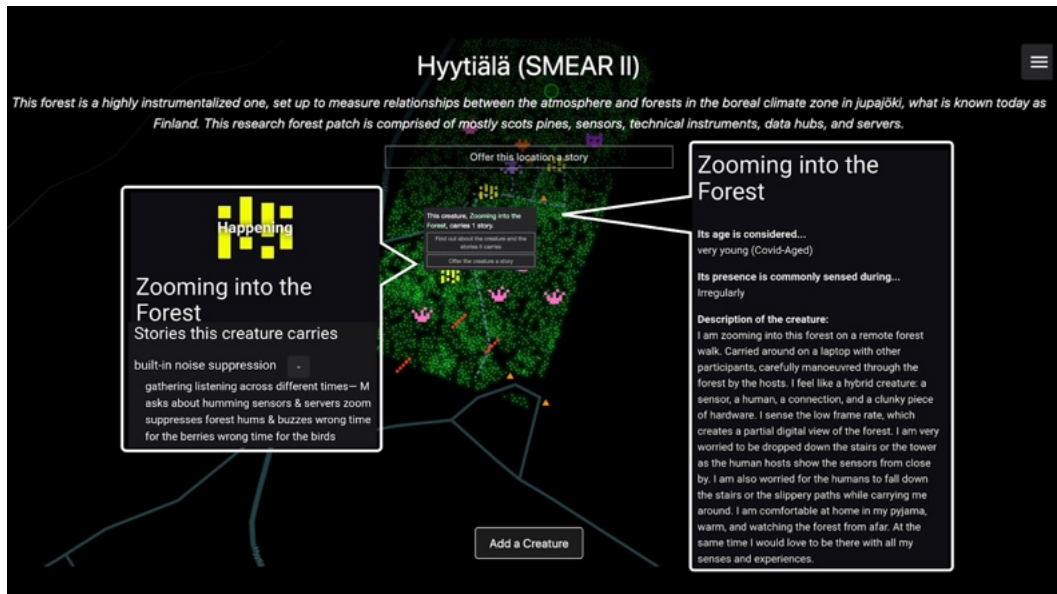 Hyytiälä (SMEAR II)
This forest is a highly instrumentalized one, set up to measure relationships between the atmosphere and forests in the boreal climate zone in jupajöki, what is known today as
Finland. This research forest patch is comprised of mostly scots pines, sensors, technical instruments, data hubs, and servers.
Offer this location a story
Happening
Zooming into the
Forest
Stories this creature carries
built-in noise suppression -
gathering listening across different times— M
asks about humming sensors & servers zoom
suppresses forest hums & buzzes wrong time
for the berries wrong time for the birds
This creature, Zooming into the
Forest, carries 1 story.
Find out about the creature and the
stories it carries
Offer the creature a story
Zooming into the
Forest
Its age is considered...
very young (Covid-Aged)
Its presence is commonly sensed during...
Irregularly
Description of the creature:
I am zooming into this forest on a remote forest
walk. Carried around on a laptop with other
participants, carefully manoeuvred through the
forest by the hosts. I feel like a hybrid creature: a
sensor, a human, a connection, and a clunky piece
of hardware. I sense the low frame rate, which
creates a partial digital view of the forest. I am very
worried to be dropped down the stairs or the tower
as the human hosts show the sensors from close
by. I am also worried for the humans to fall down
the stairs or the slippery paths while carrying me
around. I am comfortable at home in my pyjama,
warm, and watching the forest from afar. At the
same time I would love to be there with all my
senses and experiences.
Add a Creature